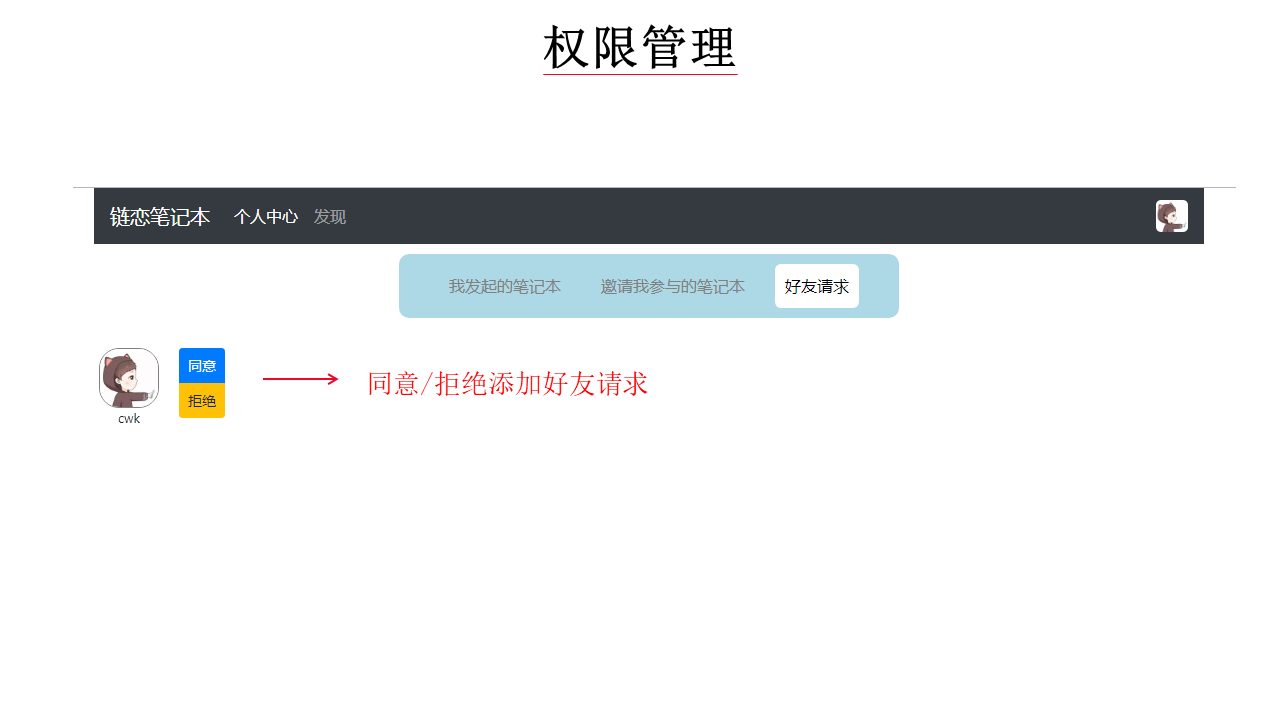 权限管理
链恋笔记本 个人中心 发现
我发起的笔记本 邀请我参与的笔记本 好友请求
同意
拒绝
同意/拒绝添加好友请求
cwk